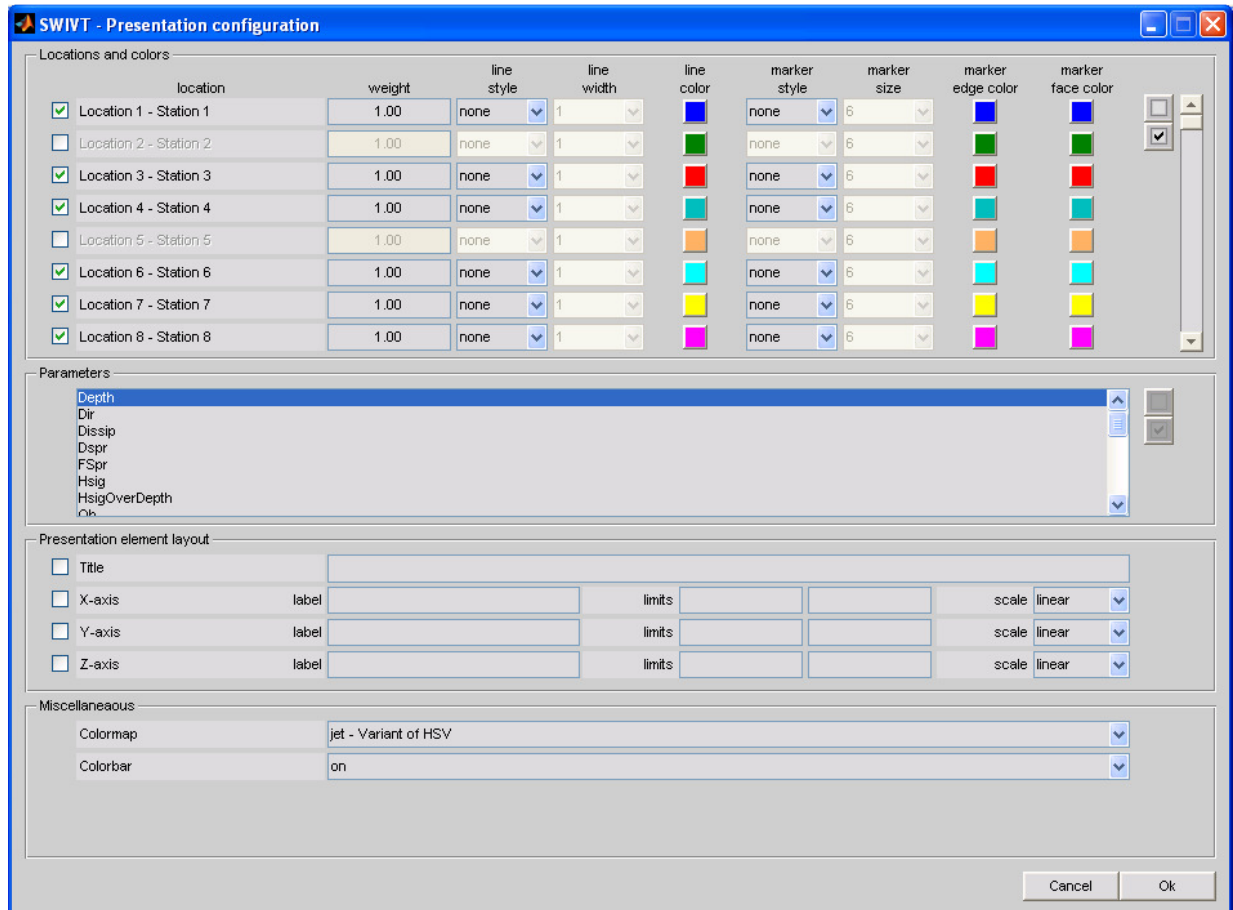 SWIVT - Presentation configuration
Locations and colors
location weight line style line width line color marker style marker size marker edge color marker face color
Location 1 - Station 1 1.00 none 1 none 6
Location 2 - Station 2 1.00 none 1 none 6
Location 3 - Station 3 1.00 none 1 none 6
Location 4 - Station 4 1.00 none 1 none 6
Location 5 - Station 5 1.00 none 1 none 6
Location 6 - Station 6 1.00 none 1 none 6
Location 7 - Station 7 1.00 none 1 none 6
Location 8 - Station 8 1.00 none 1 none 6
Parameters
Depth
Dir
Dissip
Dspr
FSpr
Hsig
HsigOverDepth
Presentation element layout
Title
X-axis label limits scale linear
Y-axis label limits scale linear
Z-axis label limits scale linear
Miscellaneaous
Colormap jet - Variant of HSV
Colorbar on
Cancel Ok